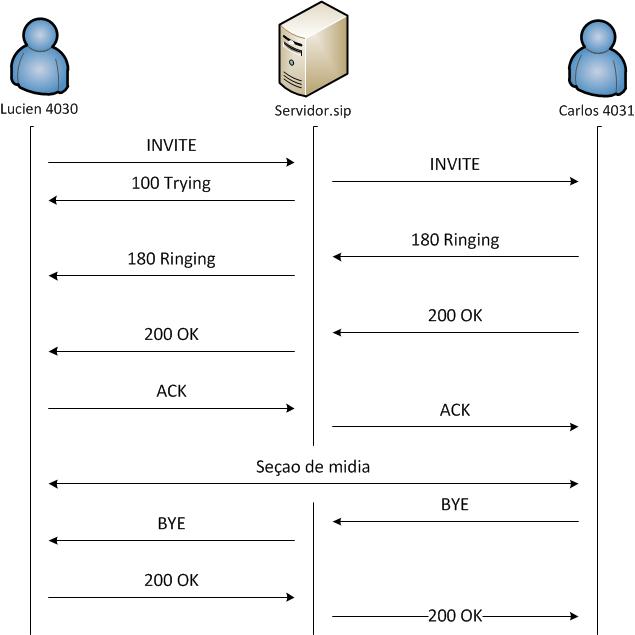 Lucien 4030
Servidor.sip
Carlos 4031
INVITE
INVITE
100 Trying
180 Ringing
180 Ringing
200 OK
200 OK
ACK
ACK
Seçao de midia
BYE
BYE
200 OK
200 OK